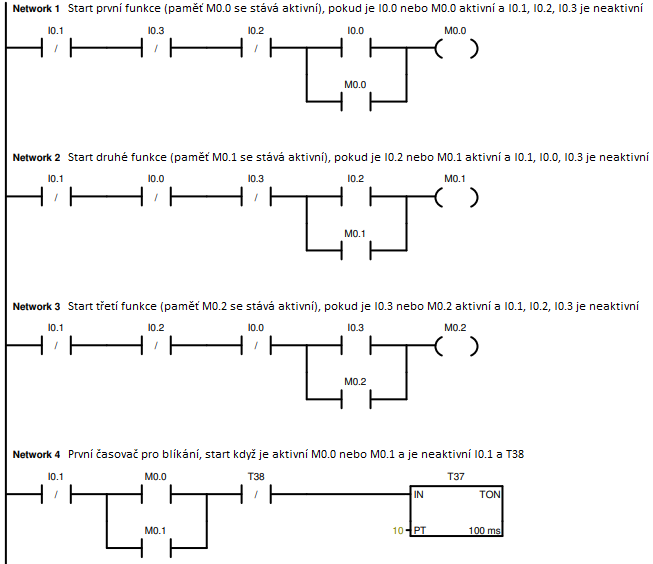 Network 1 Start první funkce (paměť M0.0 se stává aktivní), pokud je I0.0 nebo M0.0 aktivní a I0.1, I0.2, I0.3 je neaktivní
I0.1 I0.3 I0.2 I0.0 M0.0
/ / /
M0.0
Network 2 Start druhé funkce (paměť M0.1 se stává aktivní), pokud je I0.2 nebo M0.1 aktivní a I0.1, I0.0, I0.3 je neaktivní
I0.1 I0.0 I0.3 I0.2 M0.1
/ / /
M0.1
Network 3 Start třetí funkce (paměť M0.2 se stává aktivní), pokud je I0.3 nebo M0.2 aktivní a I0.1, I0.2, I0.3 je neaktivní
I0.1 I0.2 I0.0 I0.3 M0.2
/ / /
M0.2
Network 4 První časovač pro blíkání, start když je aktivní M0.0 nebo M0.1 a je neaktivní I0.1 a T38
I0.1 M0.0 T38 T37
/ / IN TON
M0.1
10 PT 100 ms